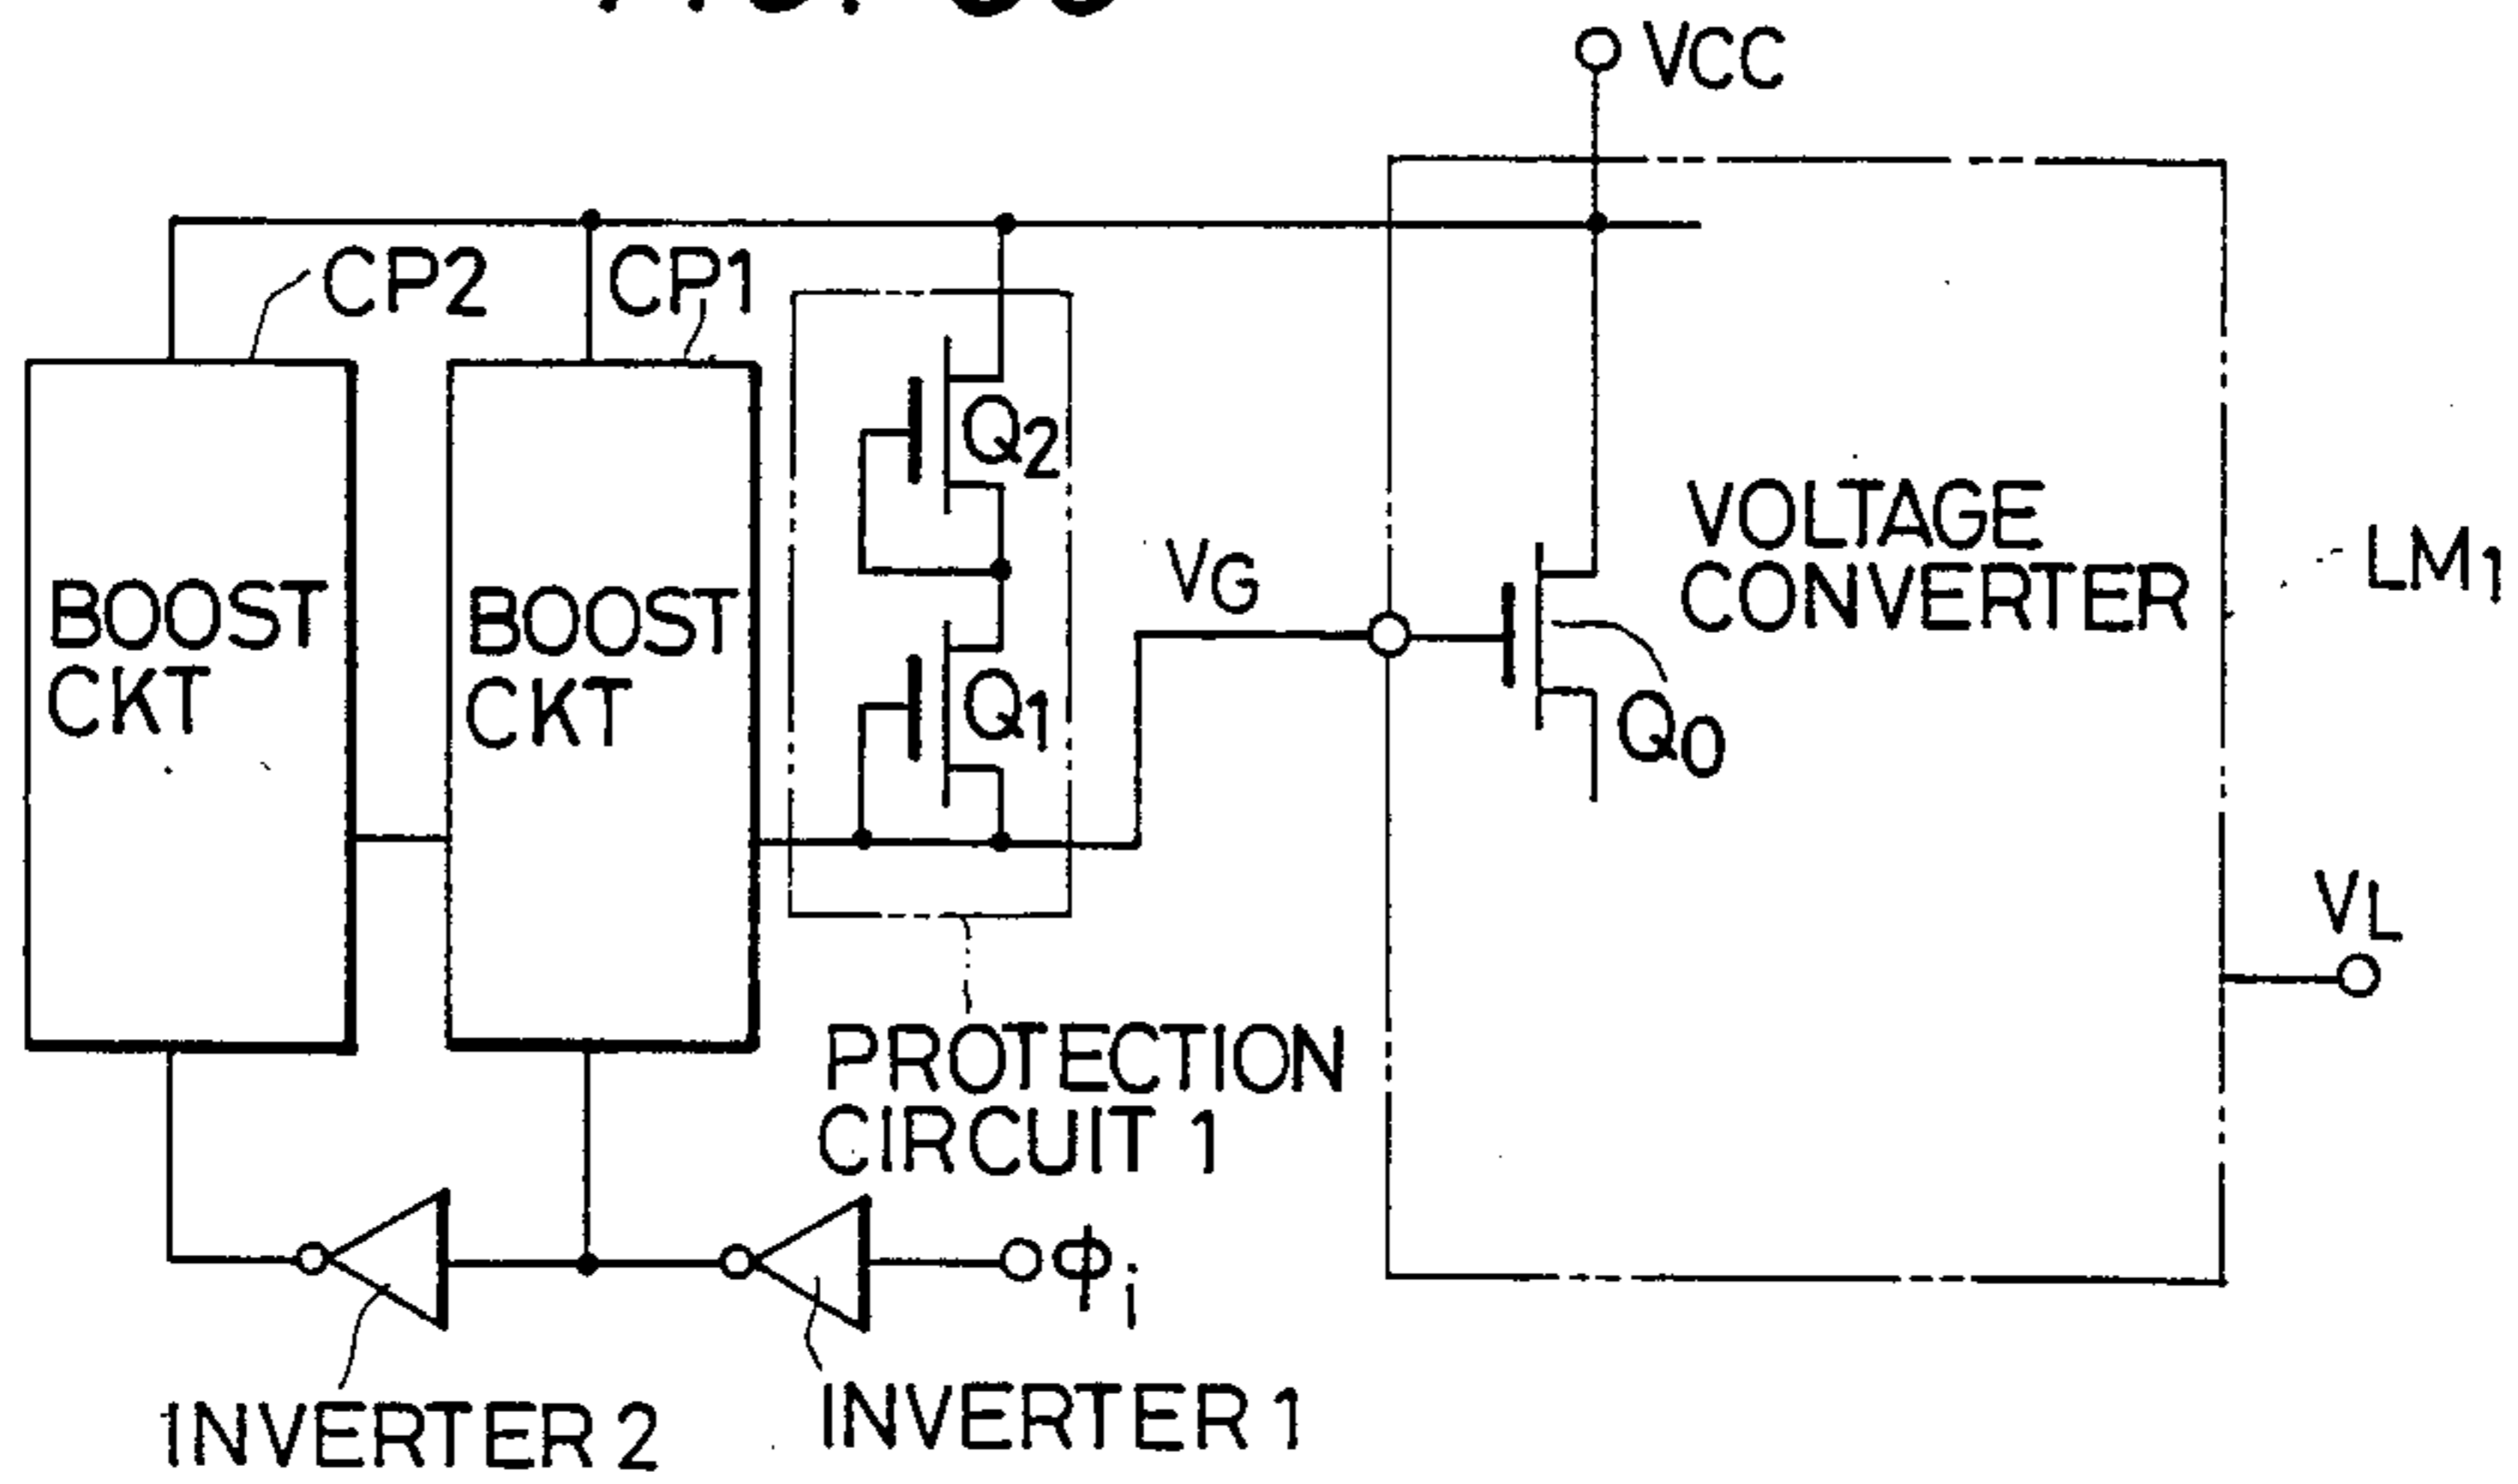 VCC
CP2
CP1
Q2
VOLTAGE
CONVERTER
LM1
VG
BOOST
CKT
BOOST
CKT
Q1
Q0
VL
PROTECTION
CIRCUIT 1
ϕi
INVERTER 1
INVERTER 2